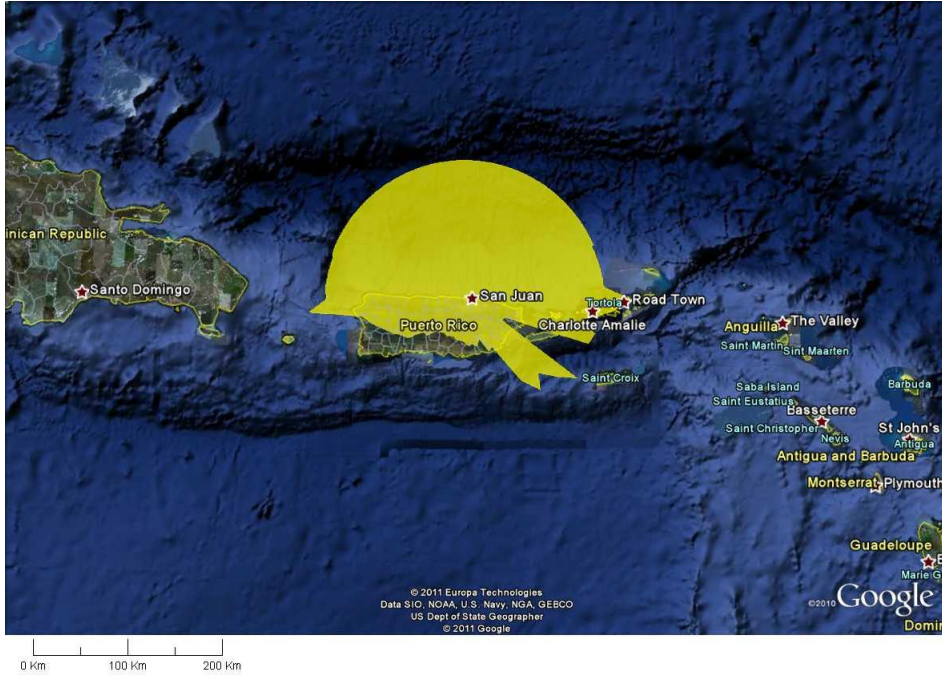 inican Republic
Santo Domingo
San Juan
Puerto Rico
Tortola
Road Town
Charlotte Amalie
Saint Croix
Anguilla
The Valley
Saint Martin
Sint Maarten
Saba Island
Saint Eustatius
Basseterre
Saint Christopher
Nevis
Barbuda
St John's
Antigua
Antigua and Barbuda
Montserrat
Plymouth
Guadeloupe
B
Marie G
Domin
© 2011 Europa Technologies
Data SIO, NOAA, U.S. Navy, NGA, GEBCO
US Dept of State Geographer
© 2011 Google
©2010 Google
0 Km 100 Km 200 Km